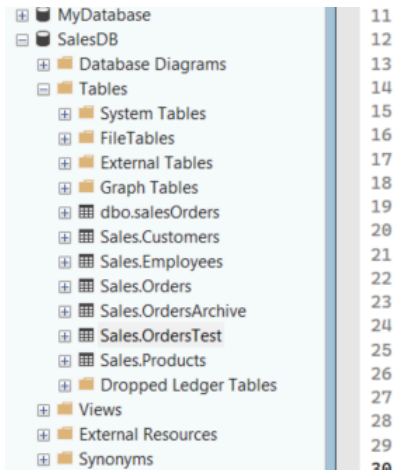 MyDatabase
SalesDB
Database Diagrams
Tables
System Tables
FileTables
External Tables
Graph Tables
dbo.salesOrders
Sales.Customers
Sales.Employees
Sales.Orders
Sales.OrdersArchive
Sales.OrdersTest
Sales.Products
Dropped Ledger Tables
Views
External Resources
Synonyms
11
12
13
14
15
16
17
18
19
20
21
22
23
24
25
26
27
28
29
30